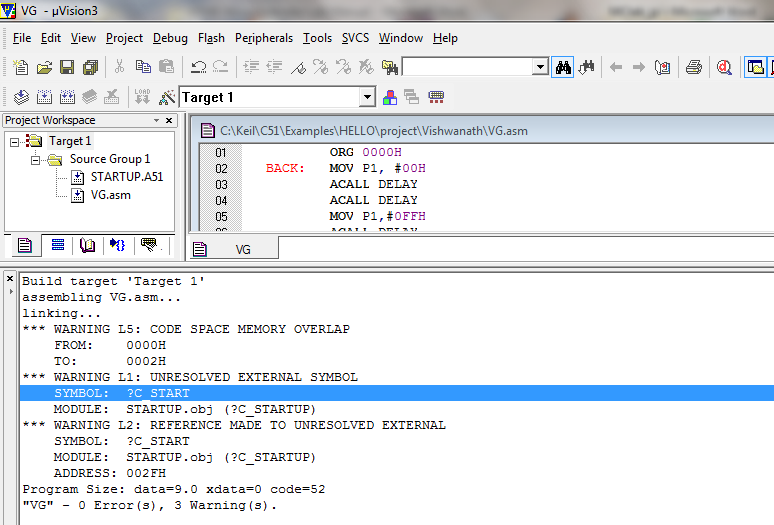 VG - µVision3
File Edit View Project Debug Flash Peripherals Tools SVCS Window Help
Target 1
Project Workspace
C:\Keil\C51\Examples\HELLO\project\Vishwanath\VG.asm
Target 1
Source Group 1
STARTUP.A51
VG.asm
01 ORG 0000H
02 BACK: MOV P1, #00H
03 ACALL DELAY
04 ACALL DELAY
05 MOV P1,#0FFH
ACALL DELAY
VG
Build target 'Target 1'
assembling VG.asm...
linking...
*** WARNING L5: CODE SPACE MEMORY OVERLAP
FROM: 0000H
TO: 0002H
*** WARNING L1: UNRESOLVED EXTERNAL SYMBOL
SYMBOL: ?C_START
MODULE: STARTUP.obj (?C_STARTUP)
*** WARNING L2: REFERENCE MADE TO UNRESOLVED EXTERNAL
SYMBOL: ?C_START
MODULE: STARTUP.obj (?C_STARTUP)
ADDRESS: 002FH
Program Size: data=9.0 xdata=0 code=52
"VG" - 0 Error(s), 3 Warning(s).